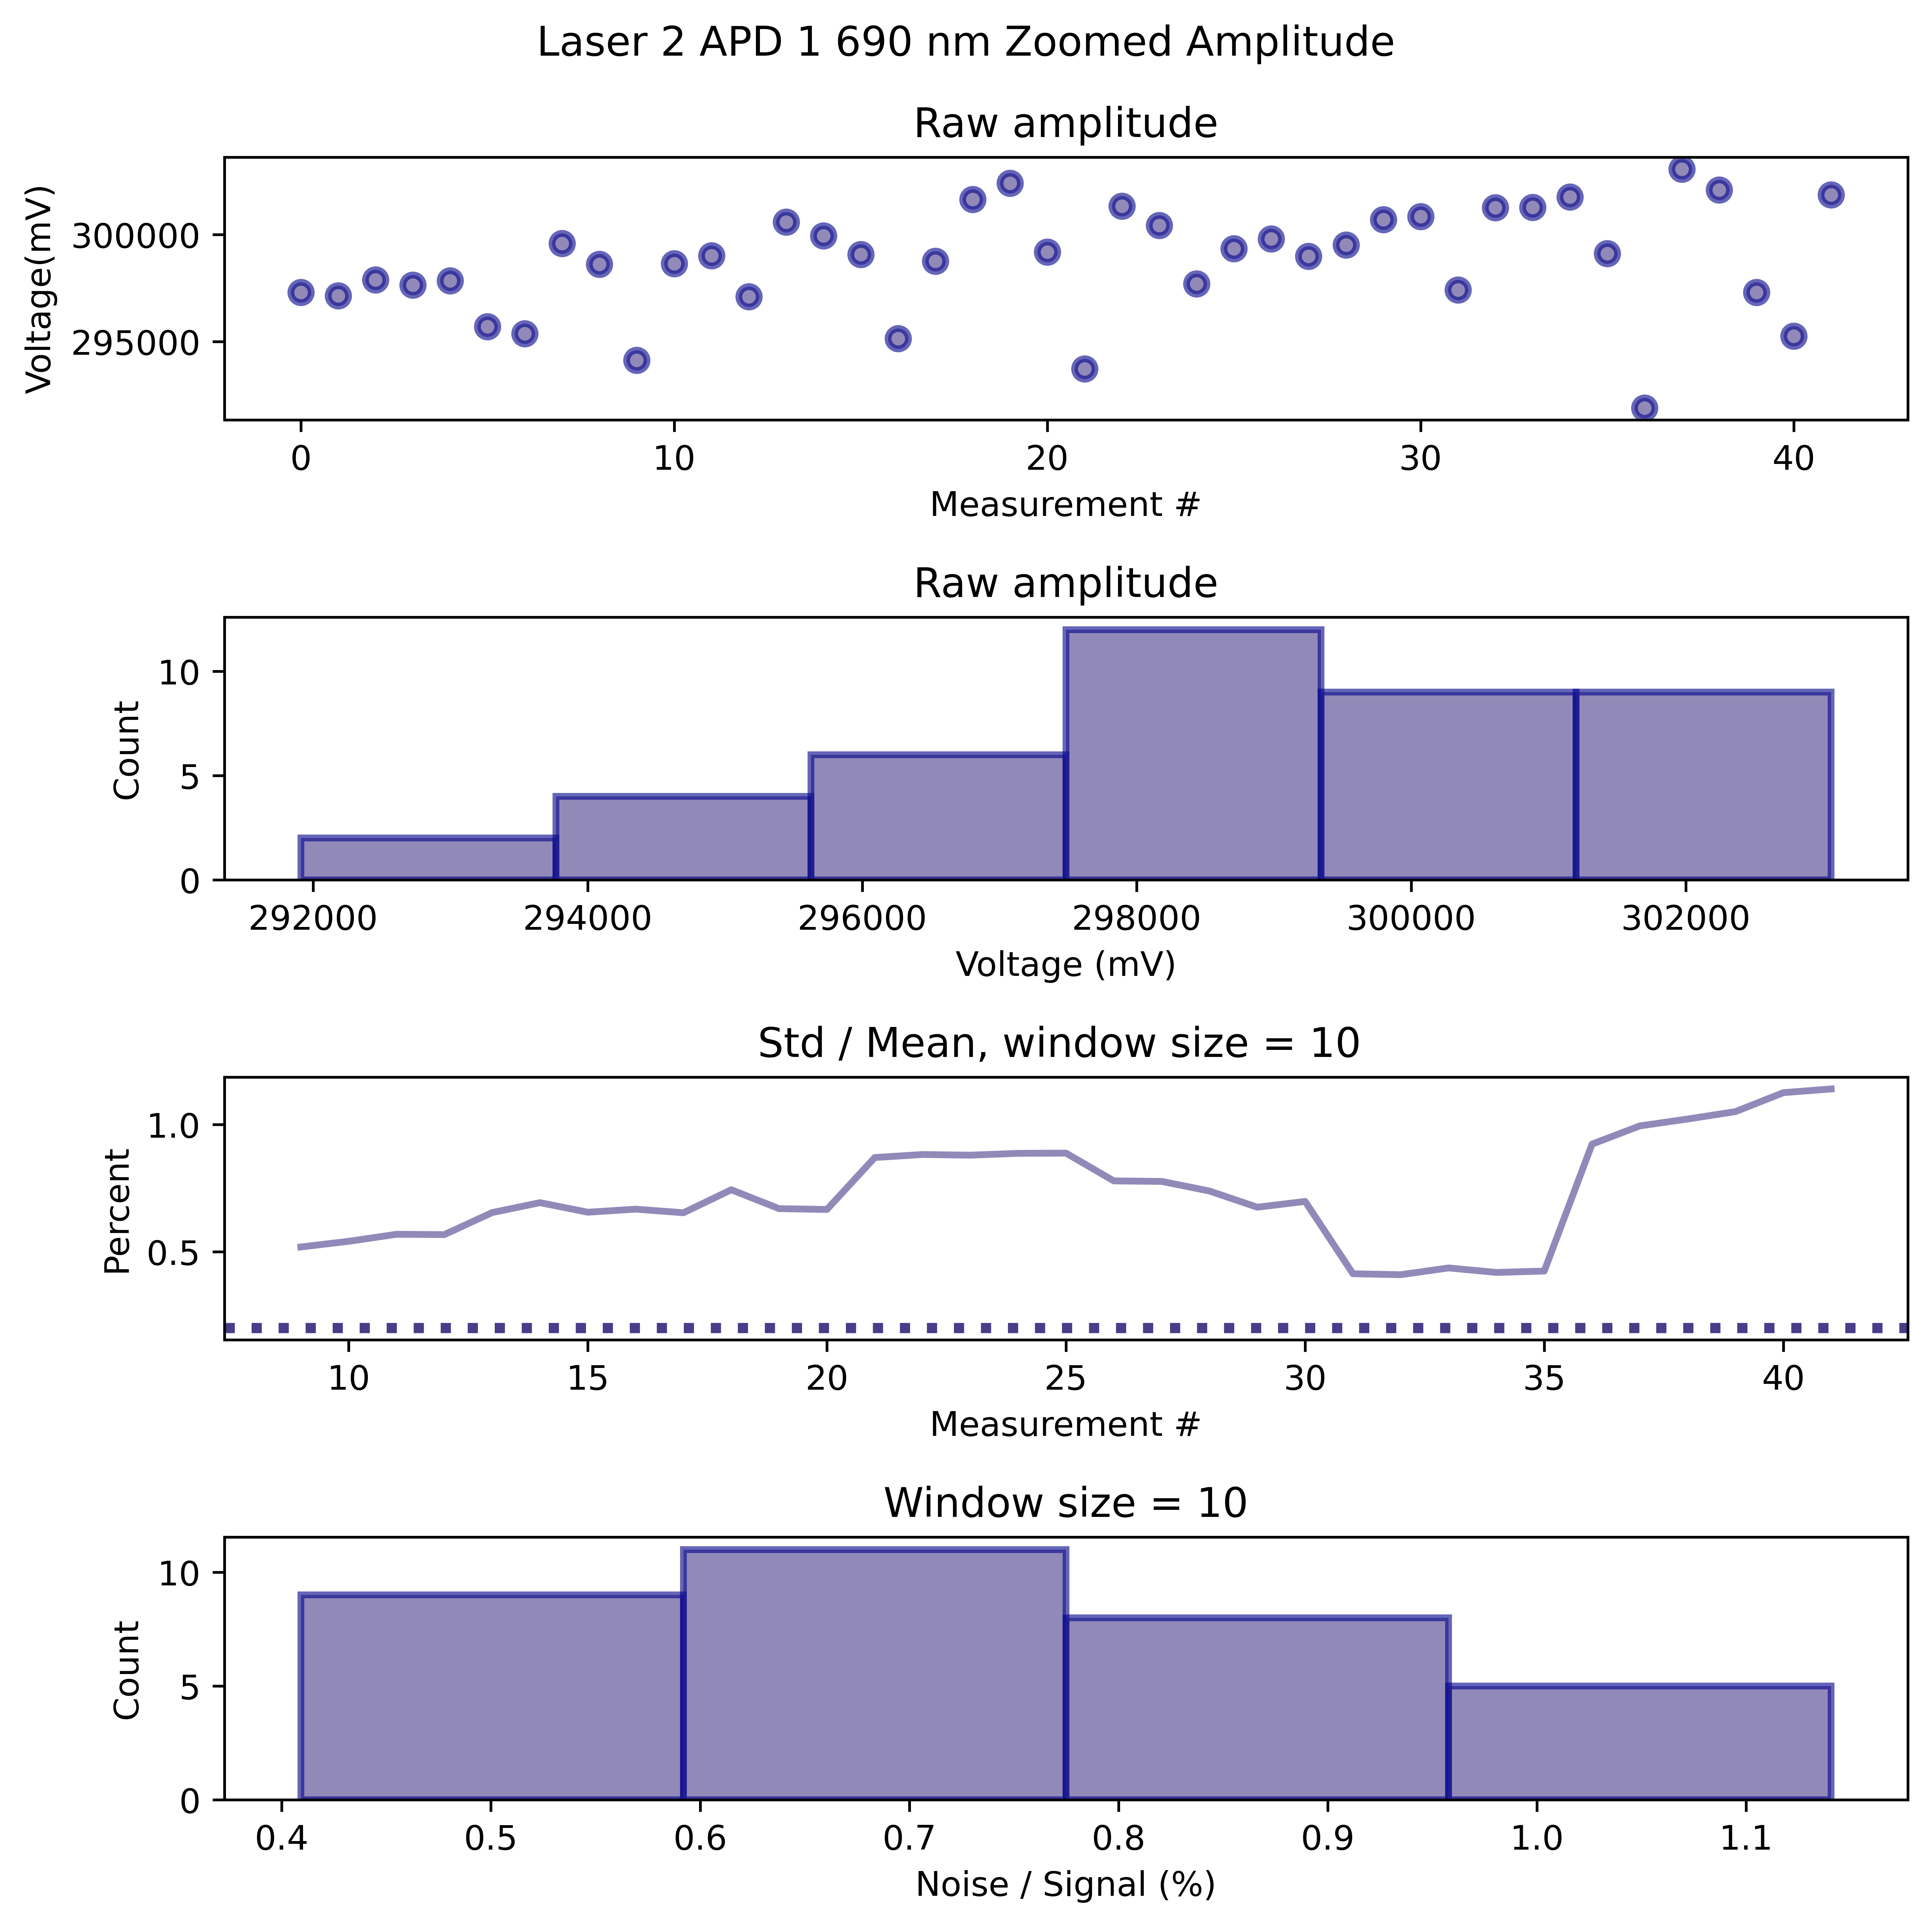 Laser 2 APD 1 690 nm Zoomed Amplitude
Raw amplitude
Voltage(mV)
300000
295000
0 10 20 30 40
Measurement #
Raw amplitude
Count
10
5
0
292000 294000 296000 298000 300000 302000
Voltage (mV)
Std / Mean, window size = 10
Percent
1.0
0.5
10 15 20 25 30 35 40
Measurement #
Window size = 10
Count
10
5
0
0.4 0.5 0.6 0.7 0.8 0.9 1.0 1.1
Noise / Signal (%)